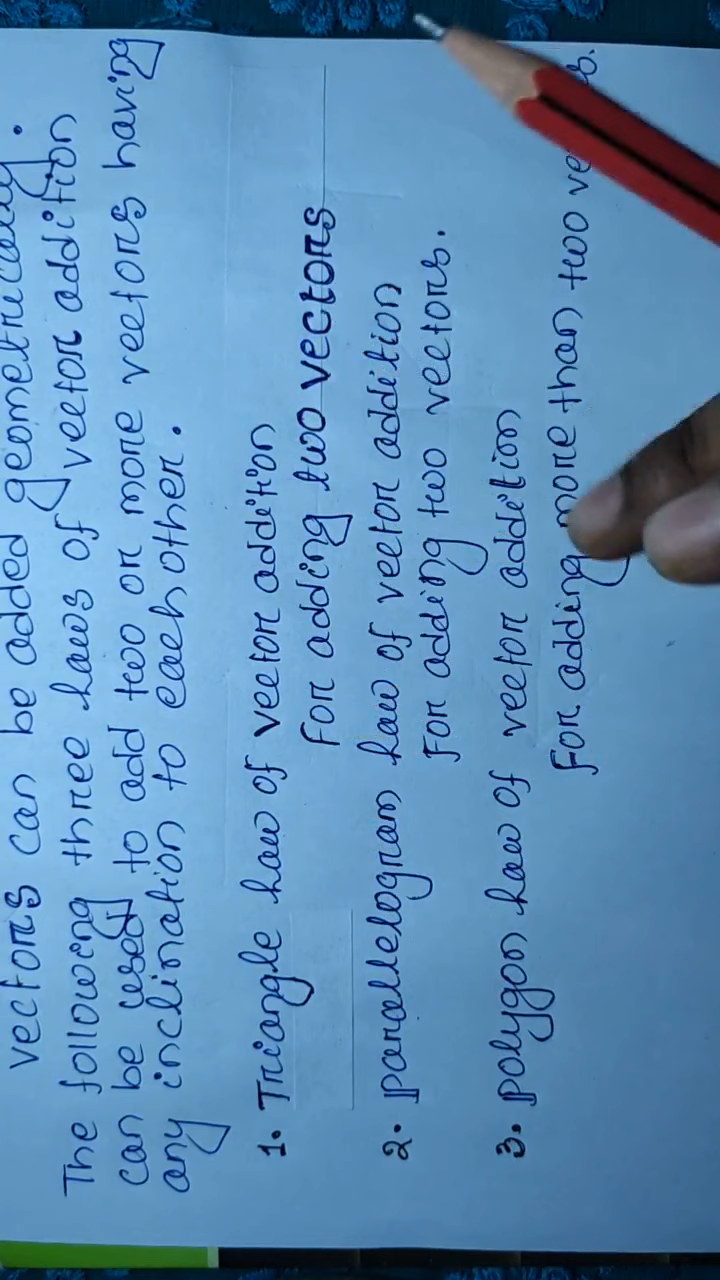 vectors can be added geometrically.
The following three laws of vector addition
can be used to add two or more vectors having
any inclination to each other.
1. Triangle law of vector addition
For adding two vectors
2. parallelogram law of vector addition
For adding two vectors.
3. polygon law of vector addition
For adding more than two